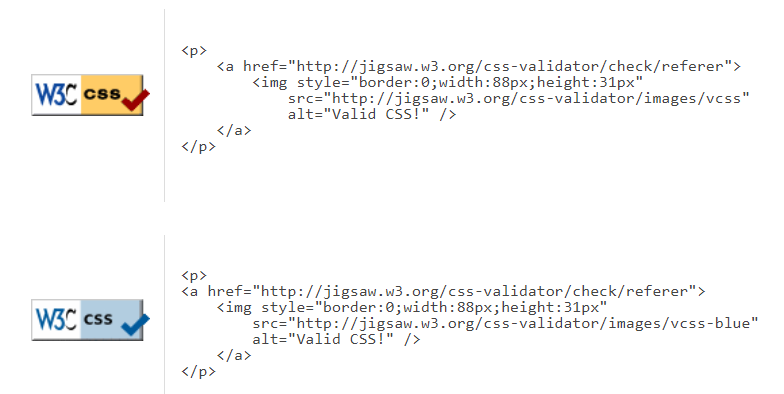 W3C css
<p>
    <a href="http://jigsaw.w3.org/css-validator/check/referer">
        <img style="border:0;width:88px;height:31px"
            src="http://jigsaw.w3.org/css-validator/images/vcss"
            alt="Valid CSS!" />
    </a>
</p>
W3C css
<p>
<a href="http://jigsaw.w3.org/css-validator/check/referer">
    <img style="border:0;width:88px;height:31px"
        src="http://jigsaw.w3.org/css-validator/images/vcss-blue"
        alt="Valid CSS!" />
    </a>
</p>